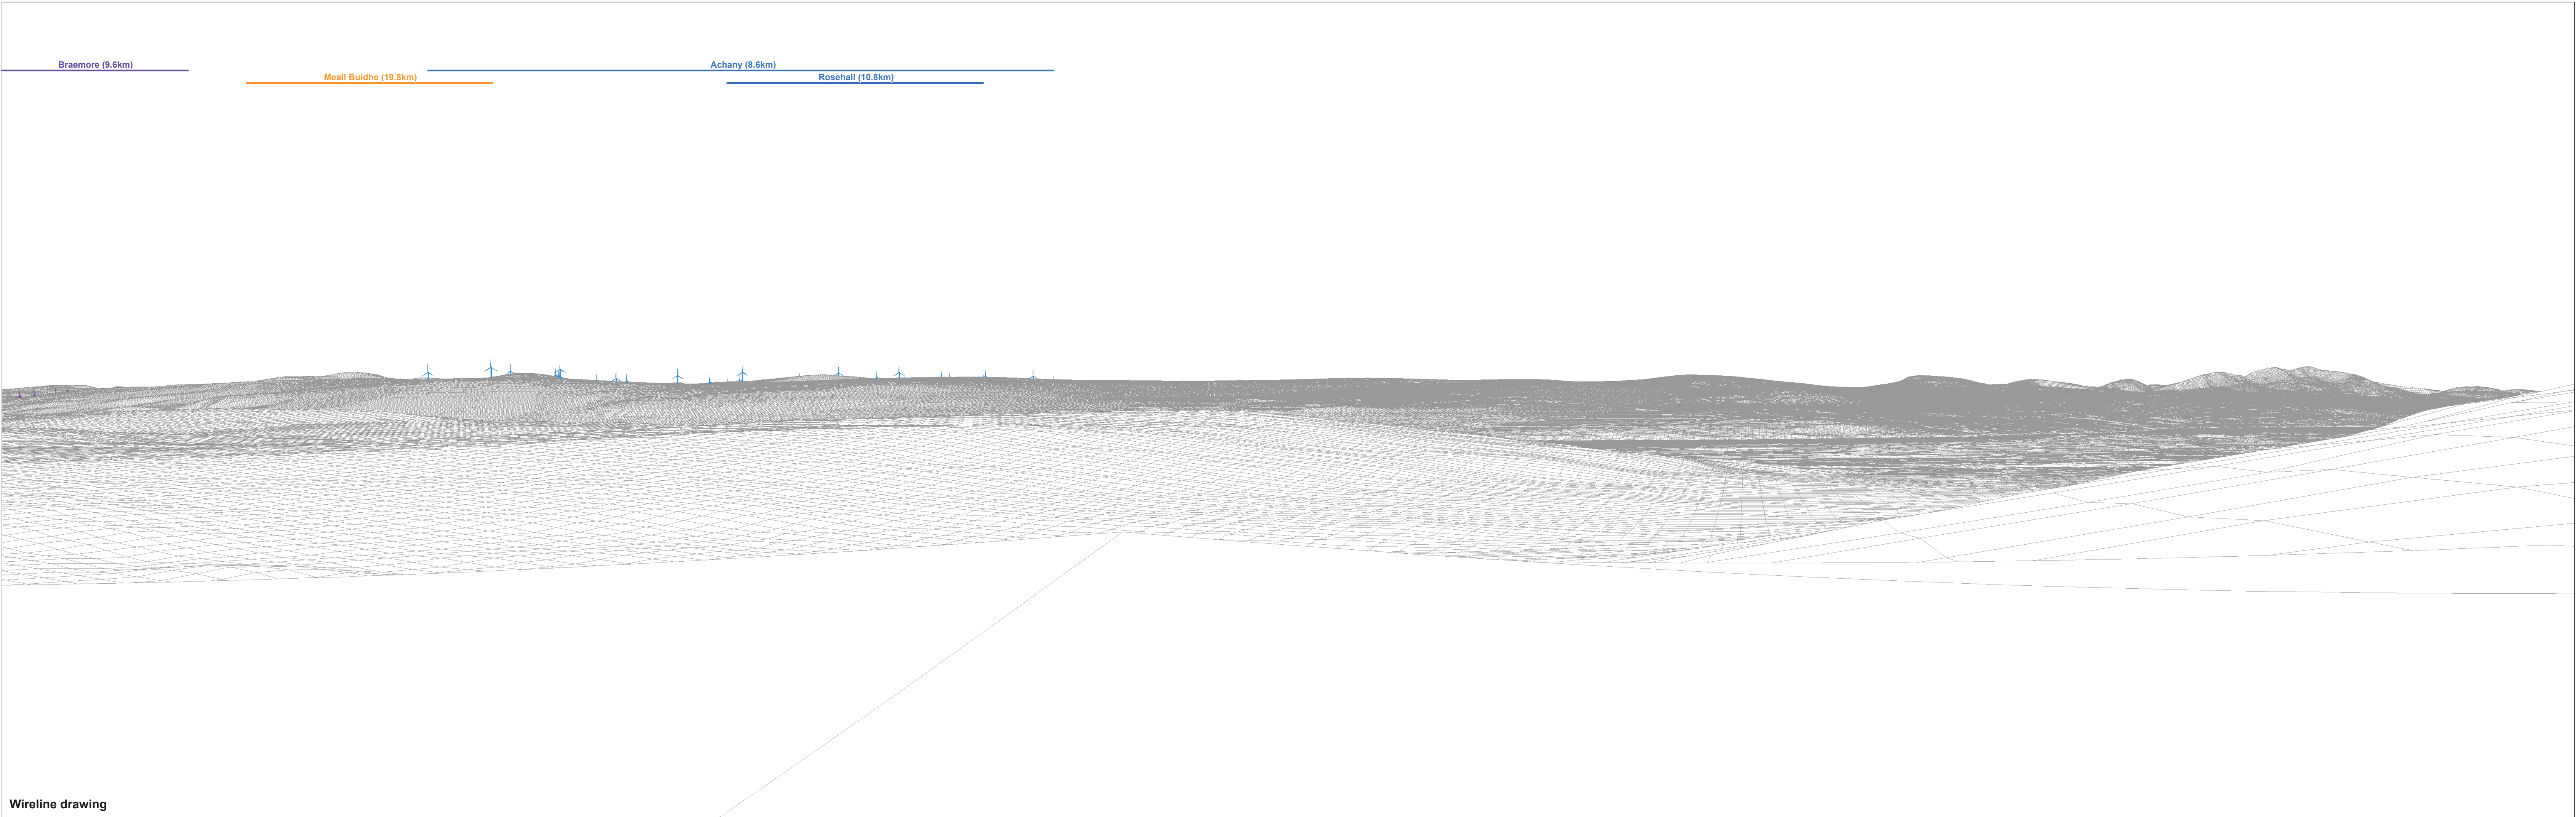 Braemore (9.6km)
Achany (8.6km)
Meall Buidhe (19.8km)
Rosehall (10.8km)
Wireline drawing